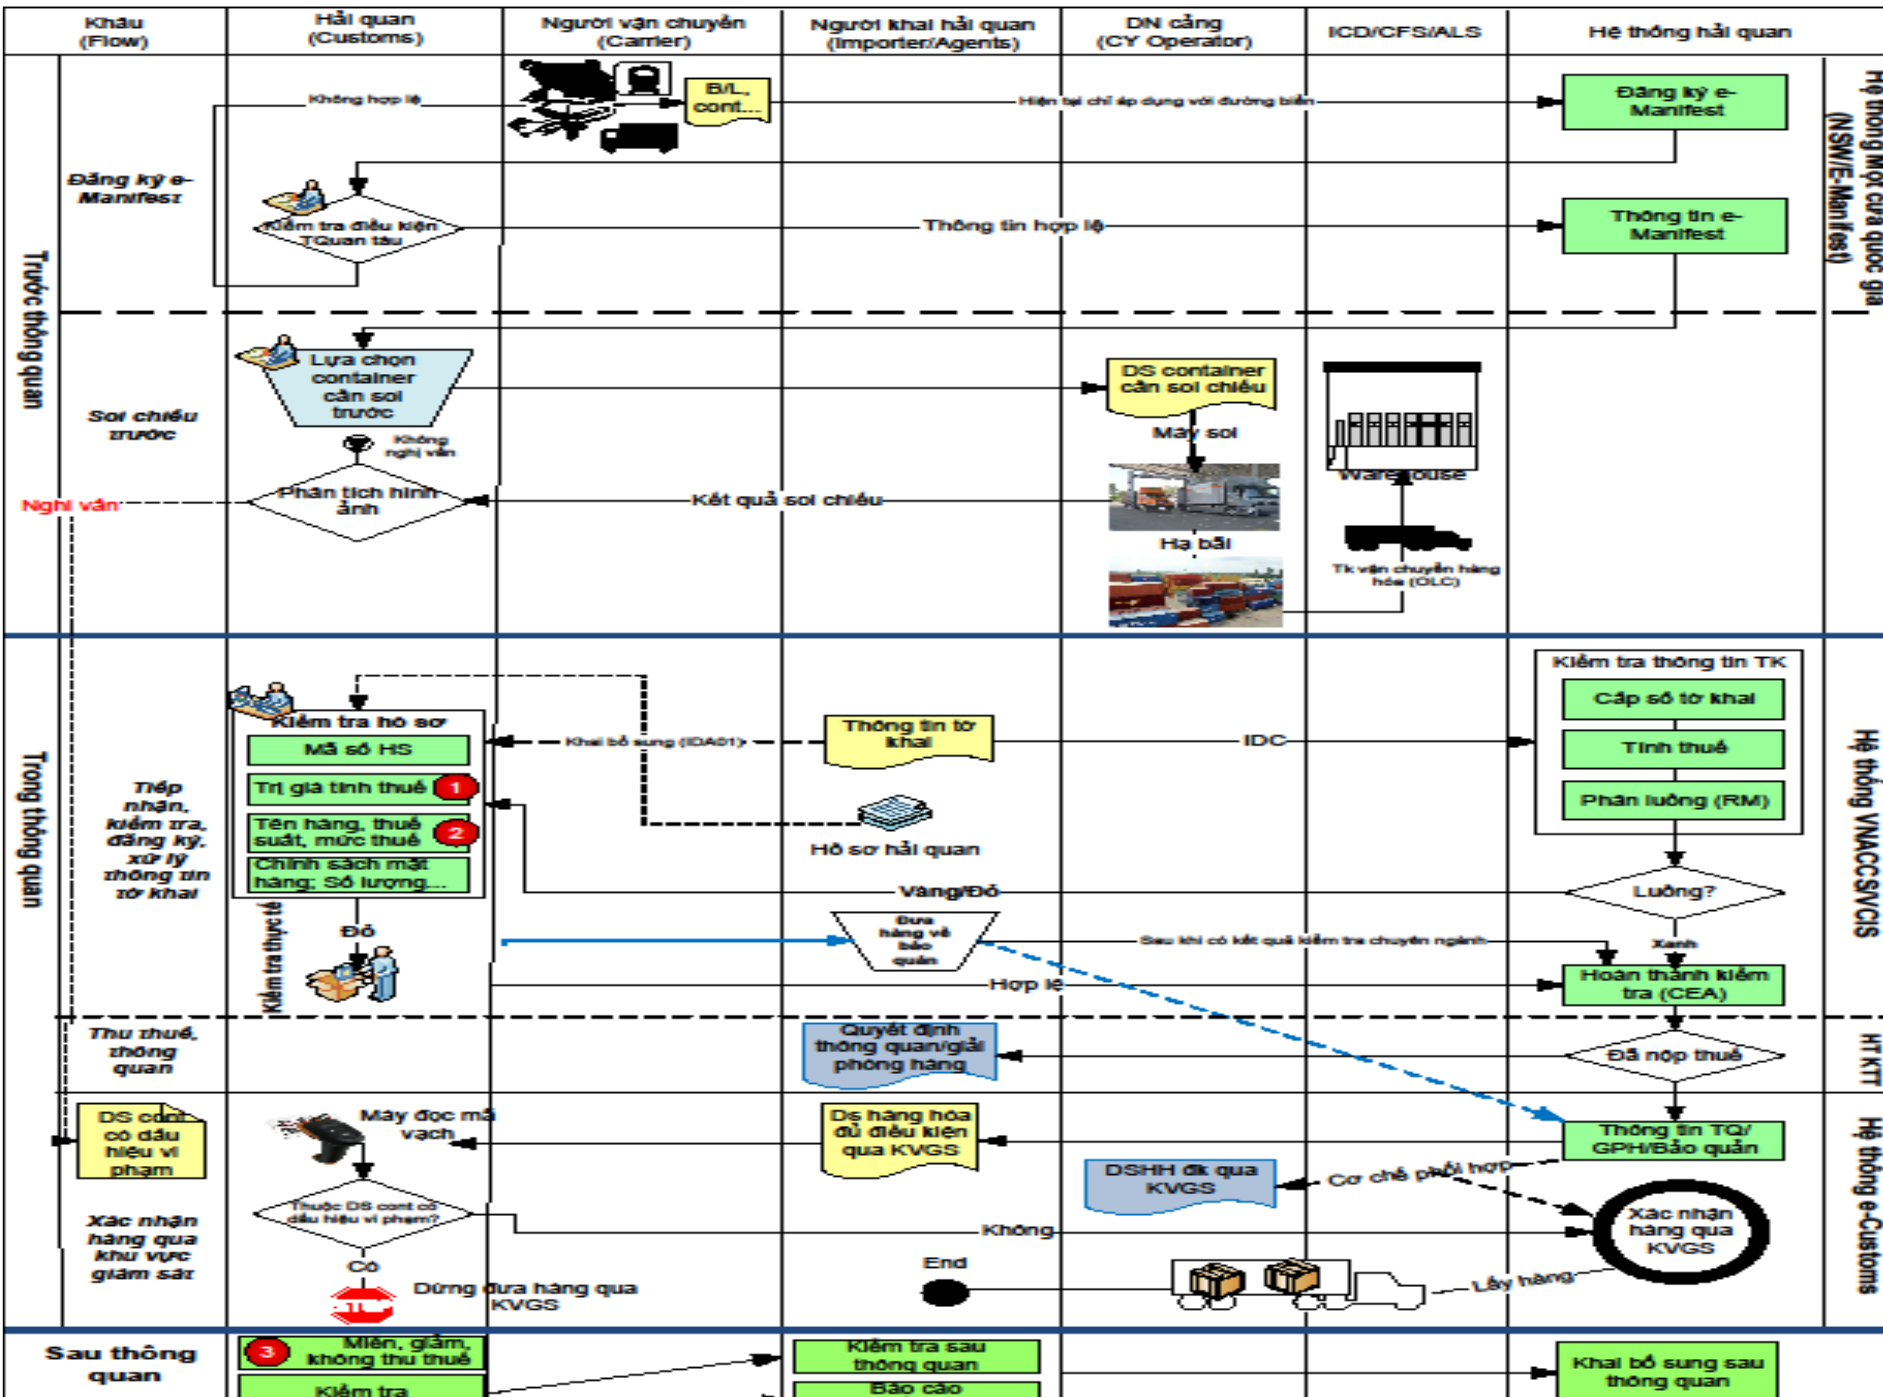 Khâu
(Flow)
Hải quan
(Customs)
Người vận chuyển
(Carrier)
Người khai hải quan
(Importer/Agents)
DN cảng
(CY Operator)
ICD/CFS/ALS
Hệ thống hải quan
Trước thông quan
Đăng ký e-
Manifest
Không hợp lệ
B/L,
cont...
Hiện tại chỉ áp dụng với đường biển
Đăng ký e-
Manifest
Hệ thống Một cửa quốc gia
(NSW/E-Manifest)
Kiểm tra điều kiện
TQuan tàu
Thông tin hợp lệ
Thông tin e-
Manifest
Soi chiếu
trước
Lựa chọn
container
cần soi
trước
DS container
cần soi chiếu
Máy soi
Không
nghi vấn
Warehouse
Nghi vấn
Phân tích hình
ảnh
Kết quả soi chiếu
Hạ bãi
Tk vận chuyển hàng
hóa (OLC)
Trong thông quan
Tiếp
nhận,
kiểm tra,
đăng ký,
xử lý
thông tin
tờ khai
Kiểm tra hồ sơ
Mã số HS
Trị giá tính thuế
1
Tên hàng, thuế
suất, mức thuế
2
Chính sách mặt
hàng; Số lượng...
Khai bổ sung (IDA01)
Thông tin tờ
khai
IDC
Kiểm tra thông tin TK
Cấp số tờ khai
Tính thuế
Phân luồng (RM)
Hệ thống VNACCS/VCIS
Hồ sơ hải quan
Vàng/Đỏ
Luồng?
Kiểm tra thực tế
Đỏ
Đưa
hàng về
bảo
quản
Sau khi có kết quả kiểm tra chuyên ngành
Xanh
Hợp lệ
Hoàn thành kiểm
tra (CEA)
Thu thuế,
thông
quan
Quyết định
thông quan/giải
phóng hàng
Đã nộp thuế
HT KTT
DS cont
có dấu
hiệu vi
phạm
Máy đọc mã
vạch
Ds hàng hóa
đủ điều kiện
qua KVGS
Thông tin TQ/
GPH/Bảo quản
DSHH đk qua
KVGS
Cơ chế phối hợp
Hệ thống e-Customs
Xác nhận
hàng qua
khu vực
giám sát
Thuộc DS cont có
dấu hiệu vi phạm?
Không
Xác nhận
hàng qua
KVGS
Có
Dừng đưa hàng qua
KVGS
End
Lấy hàng
Sau thông
quan
3
Miễn, giảm,
không thu thuế
Kiểm tra
Kiểm tra sau
thông quan
Báo cáo
Khai bổ sung sau
thông quan